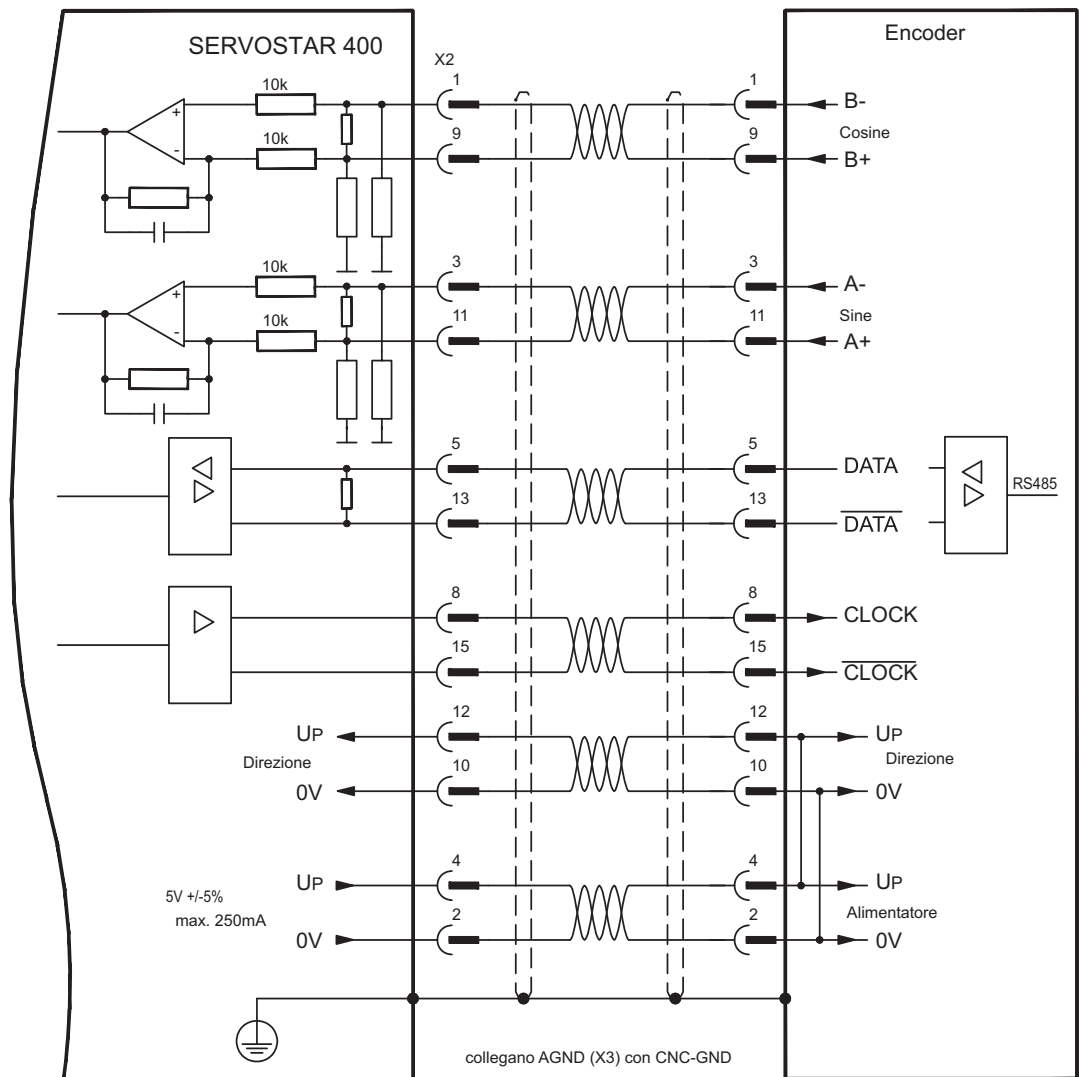 SERVOSTAR 400
Encoder
X2
10k
1
1
B-
Cosine
10k
9
9
B+
10k
3
3
A-
Sine
10k
11
11
A+
5
5
DATA
RS485
13
13
DATA
8
8
CLOCK
15
15
CLOCK
UP
12
12
UP
Direzione
Direzione
0V
10
10
0V
5V +/-5%
max. 250mA
UP
4
4
UP
Alimentatore
0V
2
2
0V
collegano AGND (X3) con CNC-GND